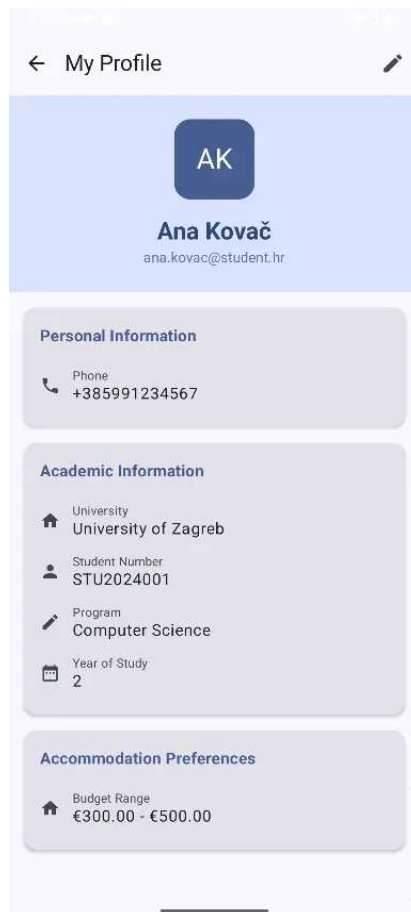 My Profile
AK
Ana Kovač
ana.kovac@student.hr
Personal Information
Phone
+385991234567
Academic Information
University
University of Zagreb
Student Number
STU2024001
Program
Computer Science
Year of Study
2
Accommodation Preferences
Budget Range
€300.00 - €500.00